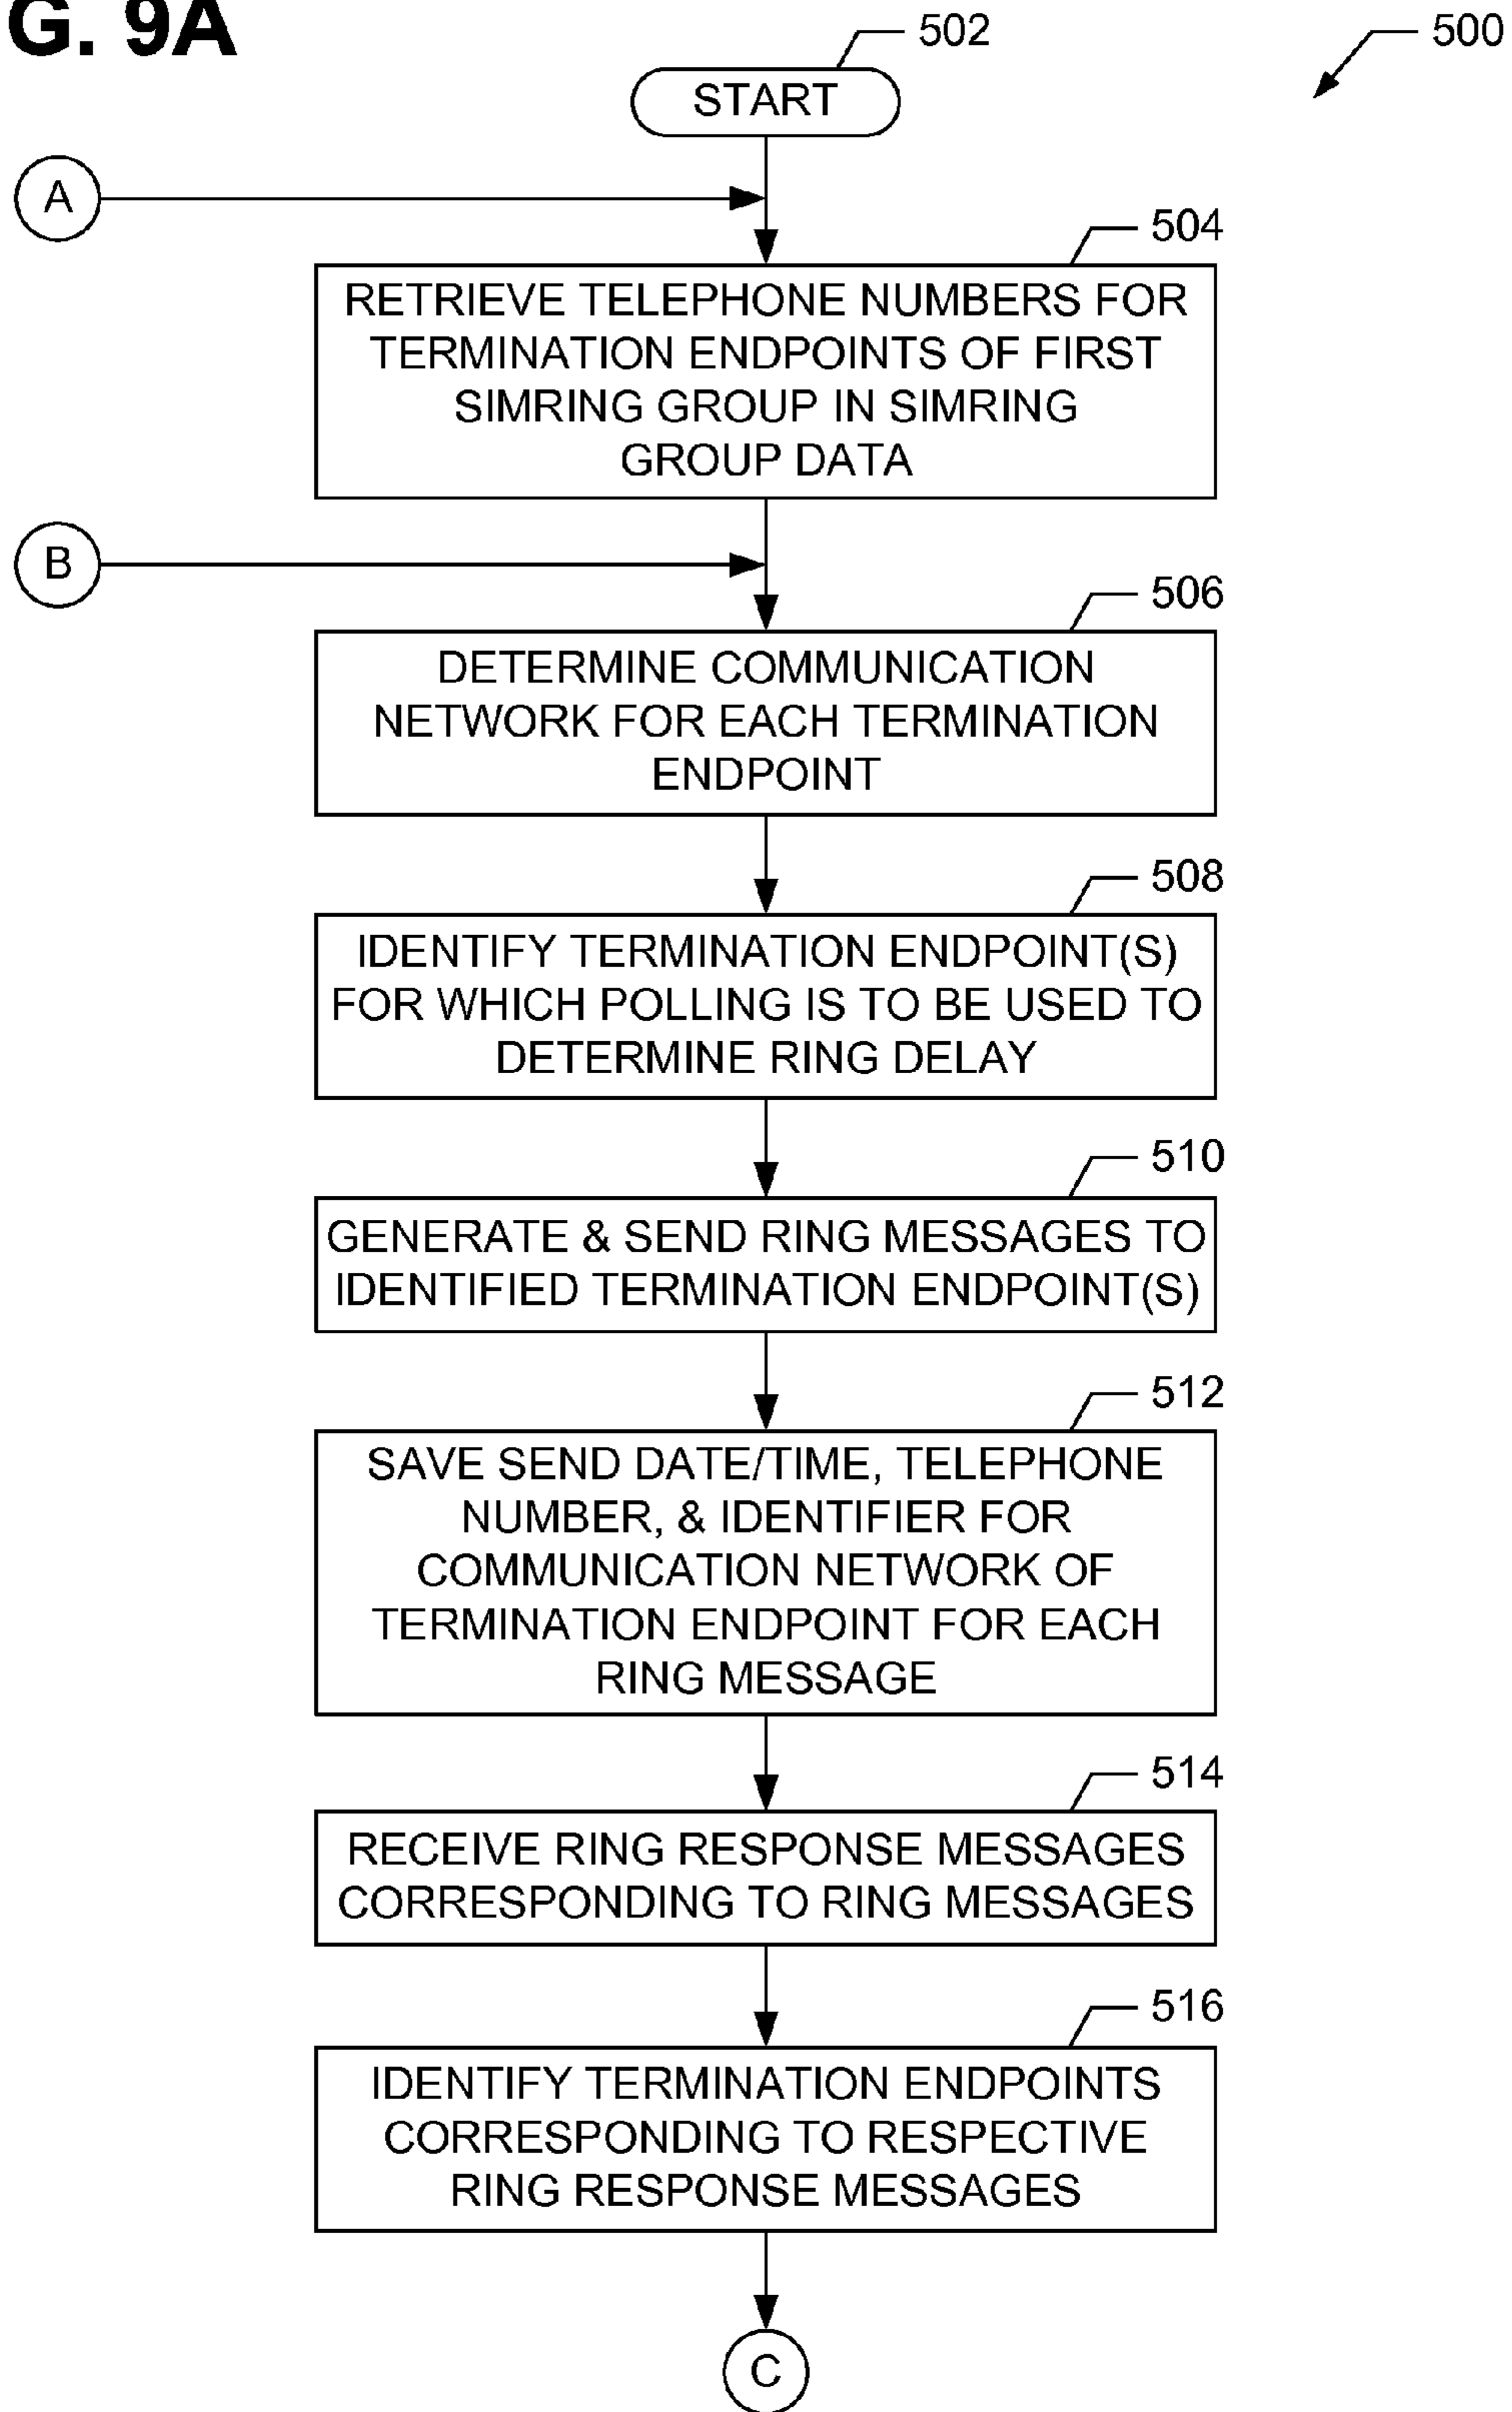 G. 9A
502
500
START
A
504
RETRIEVE TELEPHONE NUMBERS FOR
TERMINATION ENDPOINTS OF FIRST
SIMRING GROUP IN SIMRING
GROUP DATA
B
506
DETERMINE COMMUNICATION
NETWORK FOR EACH TERMINATION
ENDPOINT
508
IDENTIFY TERMINATION ENDPOINT(S)
FOR WHICH POLLING IS TO BE USED TO
DETERMINE RING DELAY
510
GENERATE & SEND RING MESSAGES TO
IDENTIFIED TERMINATION ENDPOINT(S)
512
SAVE SEND DATE/TIME, TELEPHONE
NUMBER, & IDENTIFIER FOR
COMMUNICATION NETWORK OF
TERMINATION ENDPOINT FOR EACH
RING MESSAGE
514
RECEIVE RING RESPONSE MESSAGES
CORRESPONDING TO RING MESSAGES
516
IDENTIFY TERMINATION ENDPOINTS
CORRESPONDING TO RESPECTIVE
RING RESPONSE MESSAGES
C